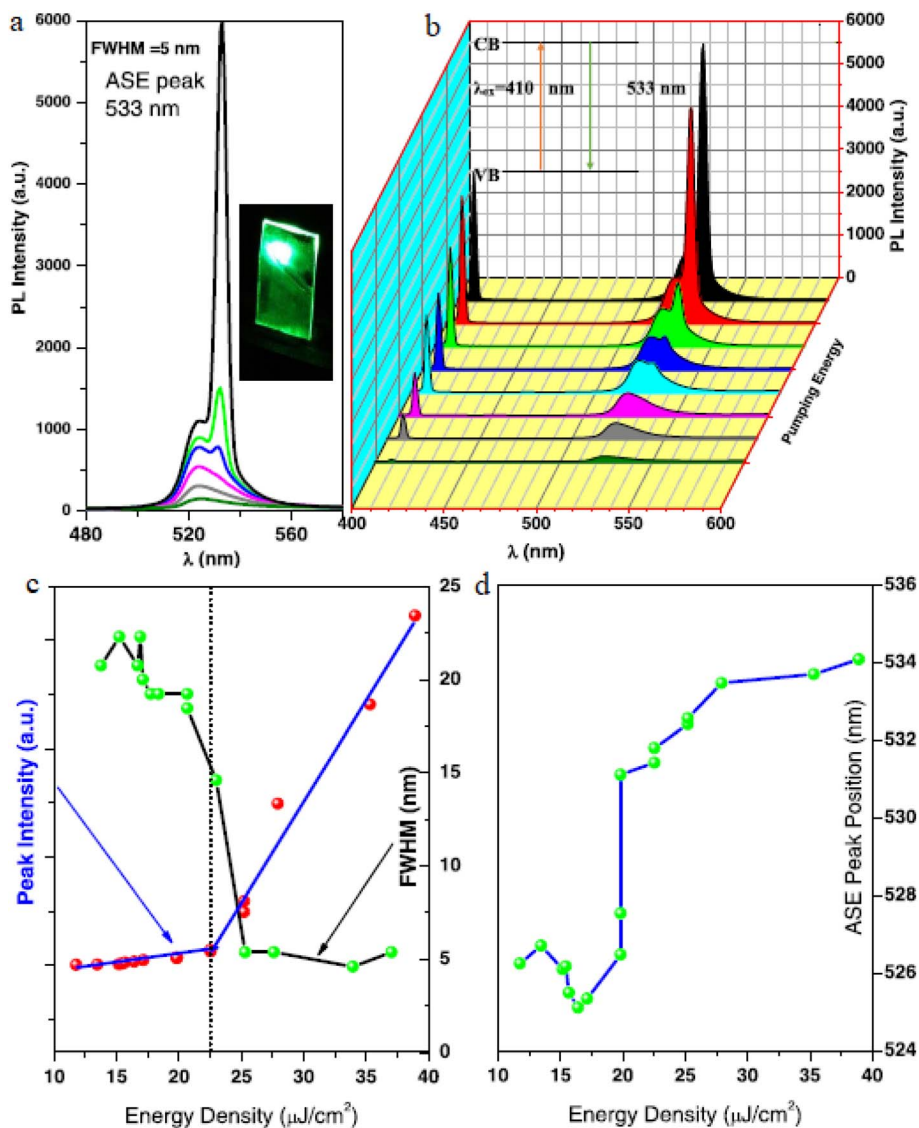 a
FWHM =5 nm
ASE peak
533 nm
PL Intensity (a.u.)
6000
5000
4000
3000
2000
1000
0
480
520
560
λ (nm)
b
CB
λex=410 nm
533 nm
VB
6000
5000
4000
3000
2000
1000
0
PL Intensity (a.u.)
Pumping Energy
400
450
500
550
600
λ (nm)
c
Peak Intensity (a.u.)
25
20
15
10
5
0
FWHM (nm)
10
15
20
25
30
35
40
Energy Density (μJ/cm²)
d
536
534
532
530
528
526
524
ASE Peak Position (nm)
10
15
20
25
30
35
40
Energy Density (μJ/cm²)